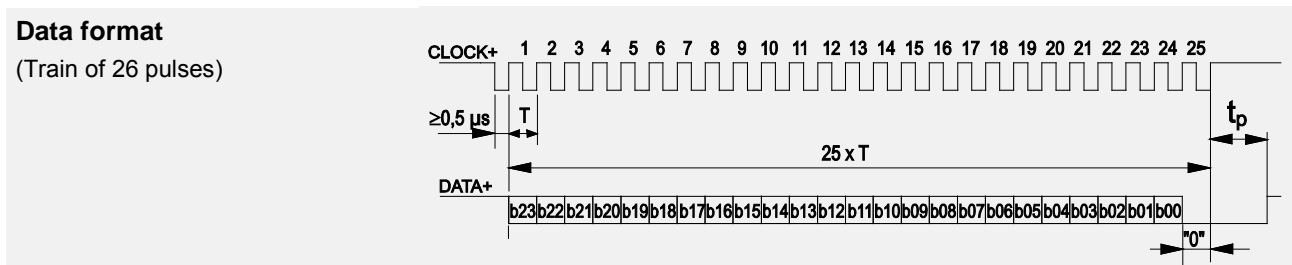 Data format
(Train of 26 pulses)
CLOCK+ 1 2 3 4 5 6 7 8 9 10 11 12 13 14 15 16 17 18 19 20 21 22 23 24 25
≥0,5 µs T tp
25 x T
DATA+
b23 b22 b21 b20 b19 b18 b17 b16 b15 b14 b13 b12 b11 b10 b09 b08 b07 b06 b05 b04 b03 b02 b01 b00
"0"